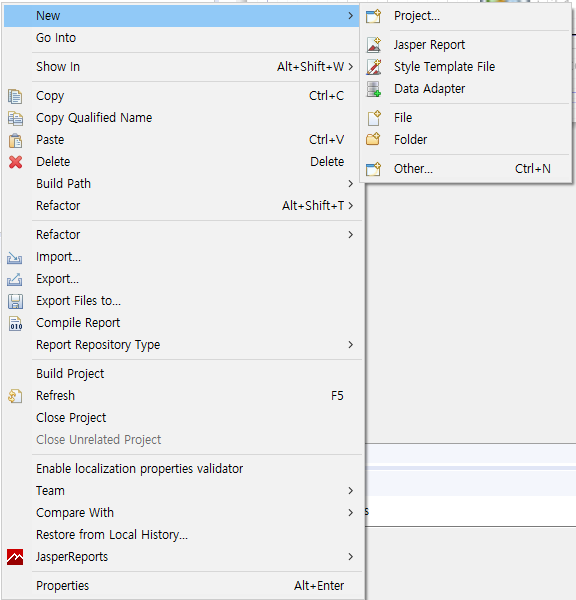 New
Go Into
Show In Alt+Shift+W
Copy Ctrl+C
Copy Qualified Name
Paste Ctrl+V
Delete Delete
Build Path
Refactor Alt+Shift+T
Refactor
Import...
Export...
Export Files to...
Compile Report
Report Repository Type
Build Project
Refresh F5
Close Project
Close Unrelated Project
Enable localization properties validator
Team
Compare With
Restore from Local History...
JasperReports
Properties Alt+Enter
Project...
Jasper Report
Style Template File
Data Adapter
File
Folder
Other... Ctrl+N